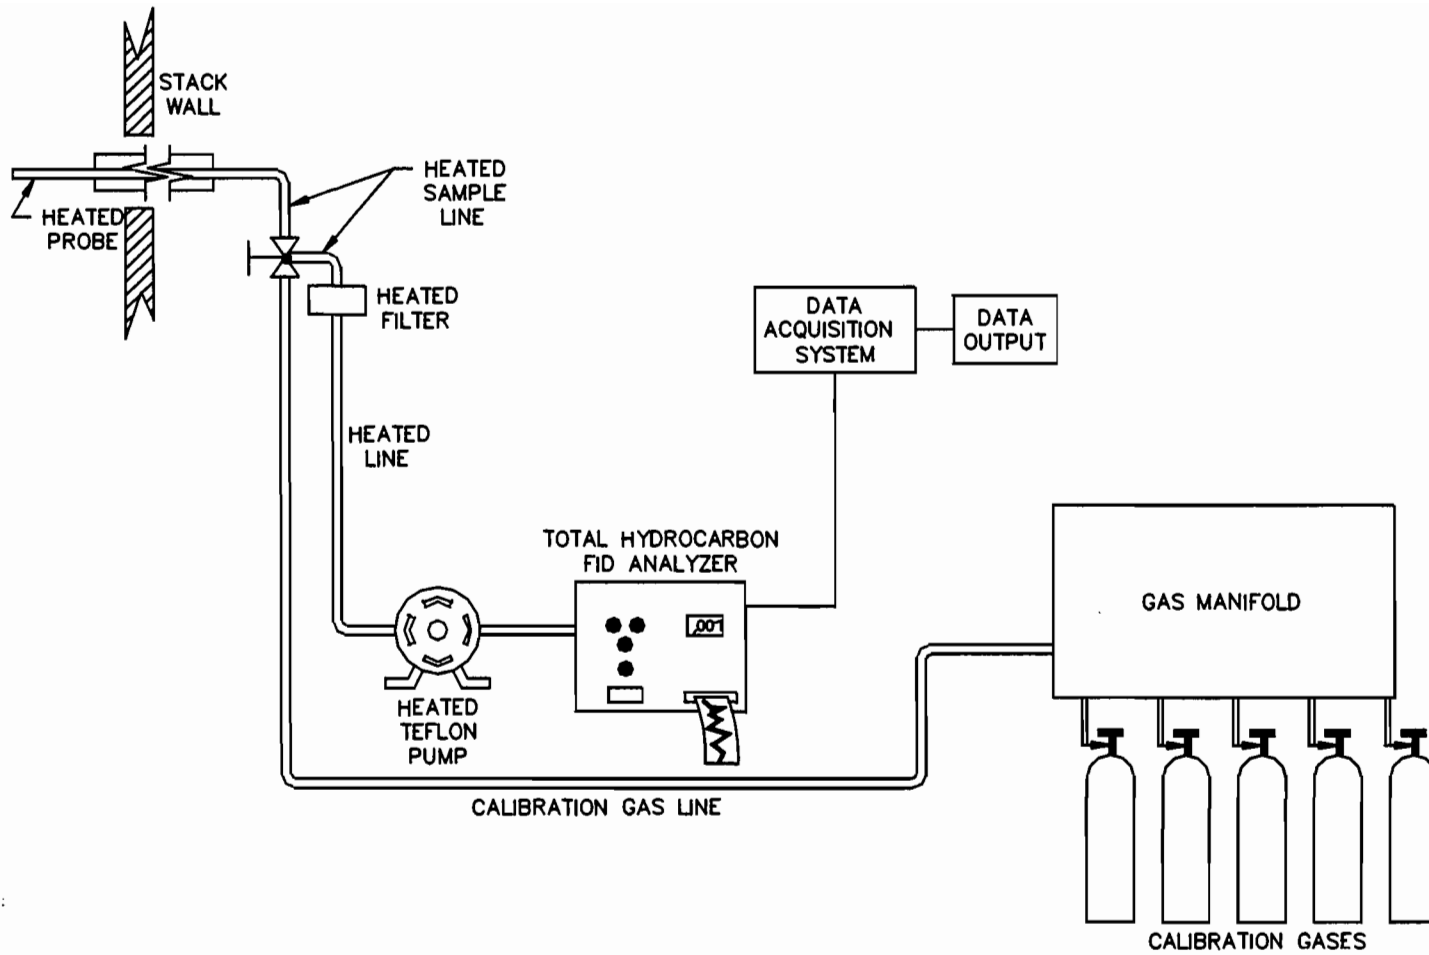 STACK
WALL
HEATED
PROBE
HEATED
SAMPLE
LINE
HEATED
FILTER
HEATED
LINE
DATA
ACQUISITION
SYSTEM
DATA
OUTPUT
TOTAL HYDROCARBON
FID ANALYZER
.001
GAS MANIFOLD
HEATED
TEFLON
PUMP
CALIBRATION GAS LINE
CALIBRATION GASES